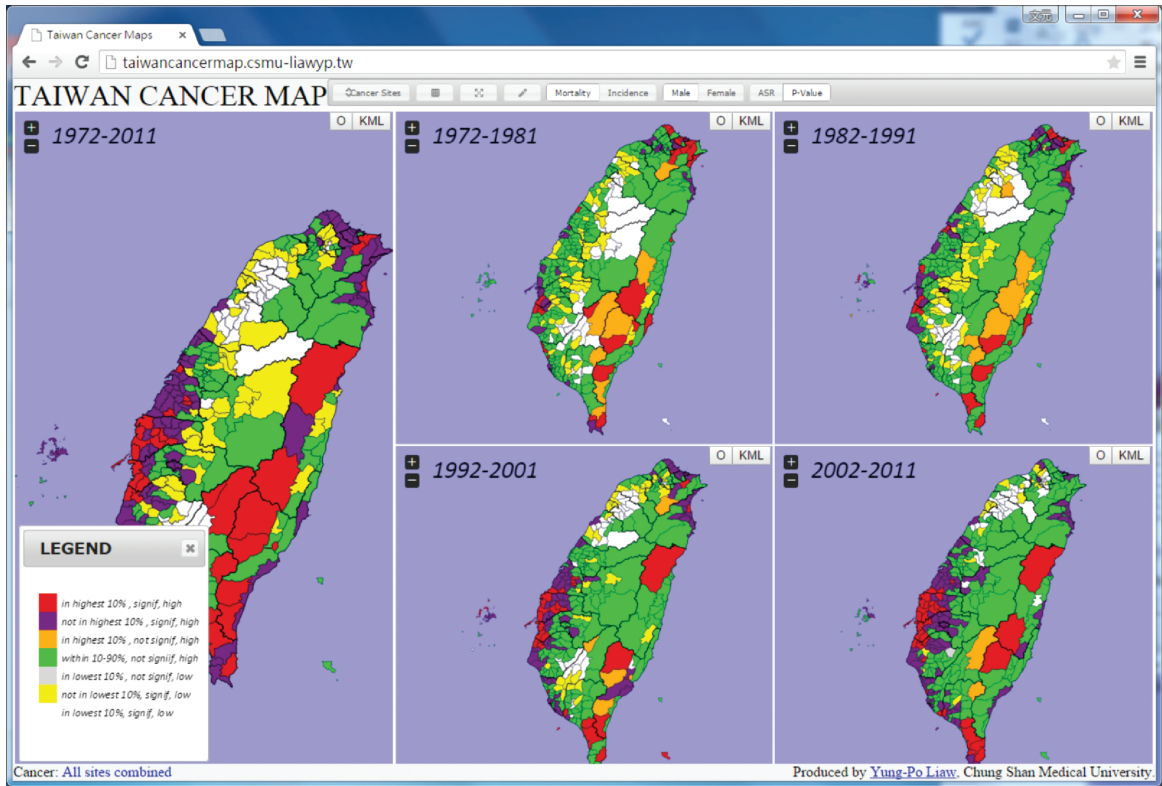 文元
Taiwan Cancer Maps ×
taiwancancermap.csmu-liawyp.tw
TAIWAN CANCER MAP
Cancer Sites Mortality Incidence Male Female ASR P-Value
1972-2011
O KML
1972-1981
O KML
1982-1991
O KML
1992-2001
O KML
2002-2011
O KML
LEGEND
in highest 10% , signif, high
not in highest 10% , signif, high
in highest 10% , not signif, high
within 10-90%, not signiif, high
in lowest 10% , not signif, low
not in lowest 10%, signif, low
in lowest 10%, signif, low
Cancer: All sites combined
Produced by Yung-Po Liaw, Chung Shan Medical University.